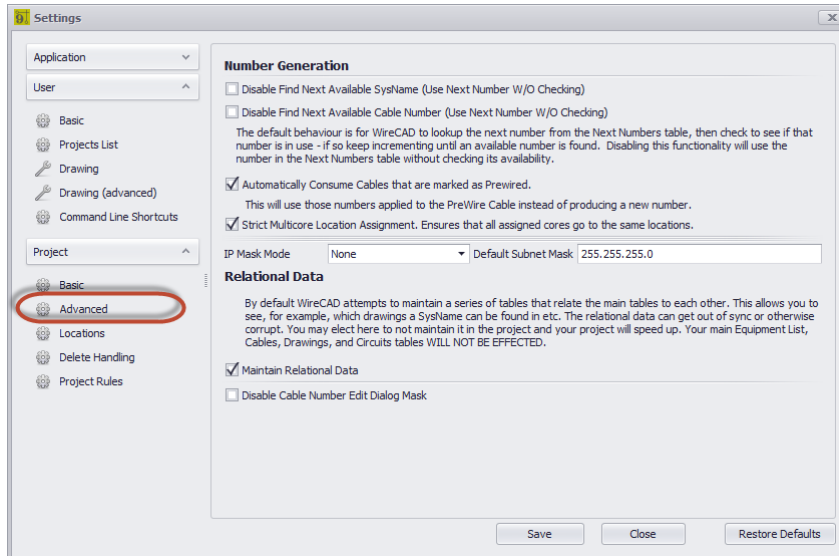 Settings
Application
User
Basic
Projects List
Drawing
Drawing (advanced)
Command Line Shortcuts
Project
Basic
Advanced
Locations
Delete Handling
Project Rules
Number Generation
Disable Find Next Available SysName (Use Next Number W/O Checking)
Disable Find Next Available Cable Number (Use Next Number W/O Checking)
The default behaviour is for WireCAD to lookup the next number from the Next Numbers table, then check to see if that
number is in use - if so keep incrementing until an available number is found. Disabling this functionality will use the
number in the Next Numbers table without checking its availability.
Automatically Consume Cables that are marked as Prewired.
This will use those numbers applied to the PreWire Cable instead of producing a new number.
Strict Multicore Location Assignment. Ensures that all assigned cores go to the same locations.
IP Mask Mode None Default Subnet Mask 255.255.255.0
Relational Data
By default WireCAD attempts to maintain a series of tables that relate the main tables to each other. This allows you to
see, for example, which drawings a SysName can be found in etc. The relational data can get out of sync or otherwise
corrupt. You may elect here to not maintain it in the project and your project will speed up. Your main Equipment List,
Cables, Drawings, and Circuits tables WILL NOT BE EFFECTED.
Maintain Relational Data
Disable Cable Number Edit Dialog Mask
Save Close Restore Defaults